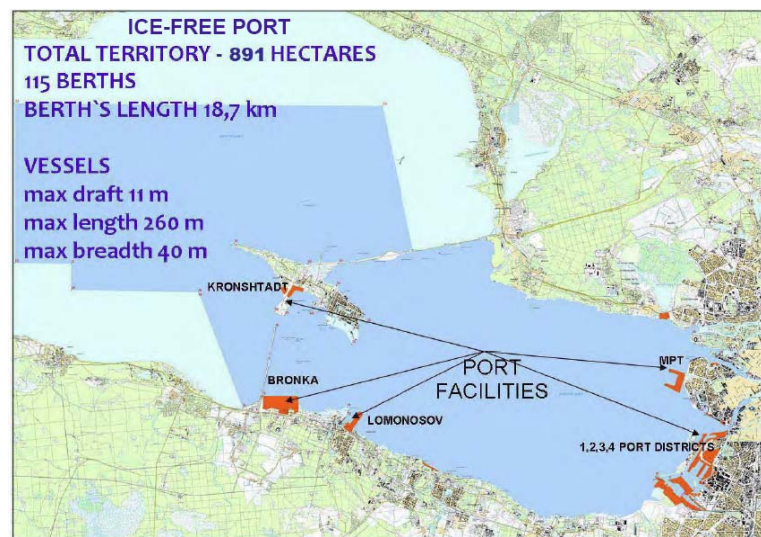 ICE-FREE PORT
TOTAL TERRITORY - 891 HECTARES
115 BERTHS
BERTH`S LENGTH 18,7 km
VESSELS
max draft 11 m
max length 260 m
max breadth 40 m
KRONSHTADT
MPT
PORT
FACILITIES
BRONKA
LOMONOSOV
1,2,3,4 PORT DISTRICTS